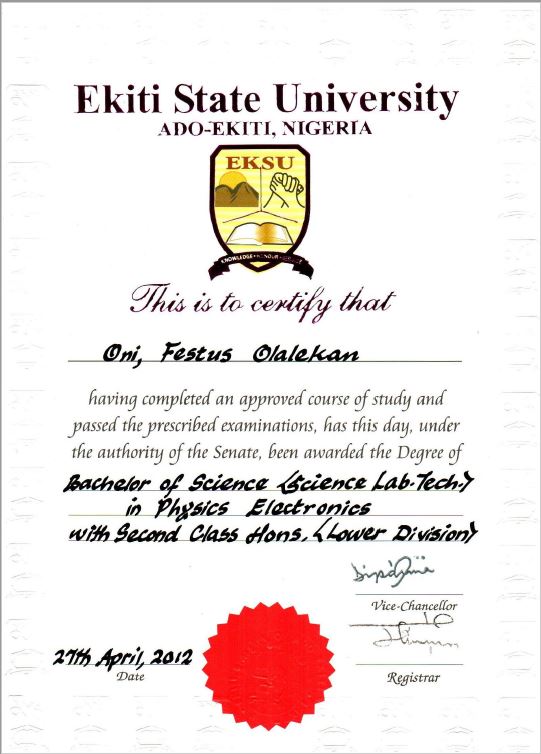 Ekiti State University
ADO-EKITI, NIGERIA
EKSU
KNOWLEDGE • HONOUR • SERVICE
This is to certify that
Oni, Festus Olalekan
having completed an approved course of study and
passed the prescribed examinations, has this day, under
the authority of the Senate, been awarded the Degree of
Bachelor of Science (Science Lab.Tech.)
in Physics Electronics
with Second Class Hons, (Lower Division)
Vice-Chancellor
27th April, 2012
Date
Registrar